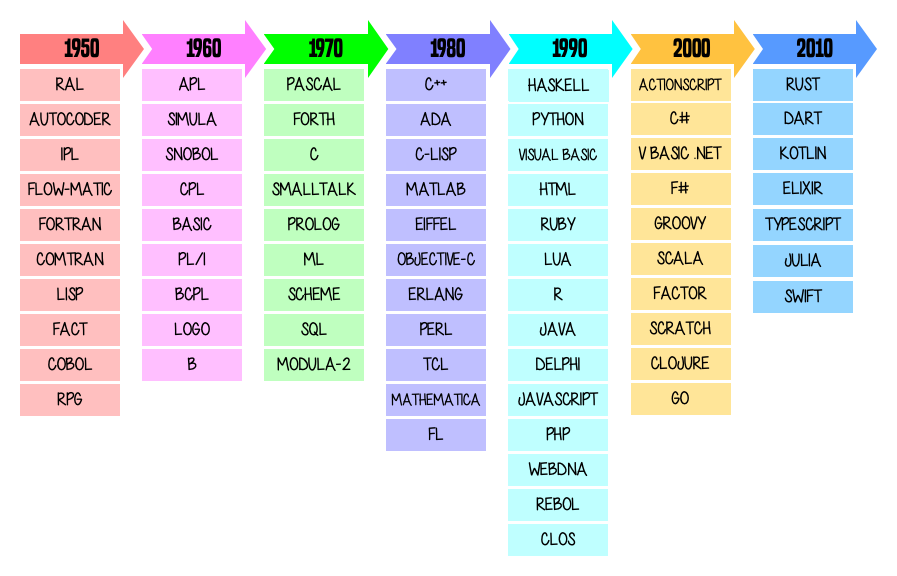 1950
RAL
AUTOCODER
IPL
FLOW-MATIC
FORTRAN
COMTRAN
LISP
FACT
COBOL
RPG
1960
APL
SIMULA
SNOBOL
CPL
BASIC
PL/I
BCPL
LOGO
B
1970
PASCAL
FORTH
C
SMALLTALK
PROLOG
ML
SCHEME
SQL
MODULA-2
1980
C++
ADA
C-LISP
MATLAB
EIFFEL
OBJECTIVE-C
ERLANG
PERL
TCL
MATHEMATICA
FL
1990
HASKELL
PYTHON
VISUAL BASIC
HTML
RUBY
LUA
R
JAVA
DELPHI
JAVASCRIPT
PHP
WEBDNA
REBOL
CLOS
2000
ACTIONSCRIPT
C#
V BASIC .NET
F#
GROOVY
SCALA
FACTOR
SCRATCH
CLOJURE
GO
2010
RUST
DART
KOTLIN
ELIXIR
TYPESCRIPT
JULIA
SWIFT